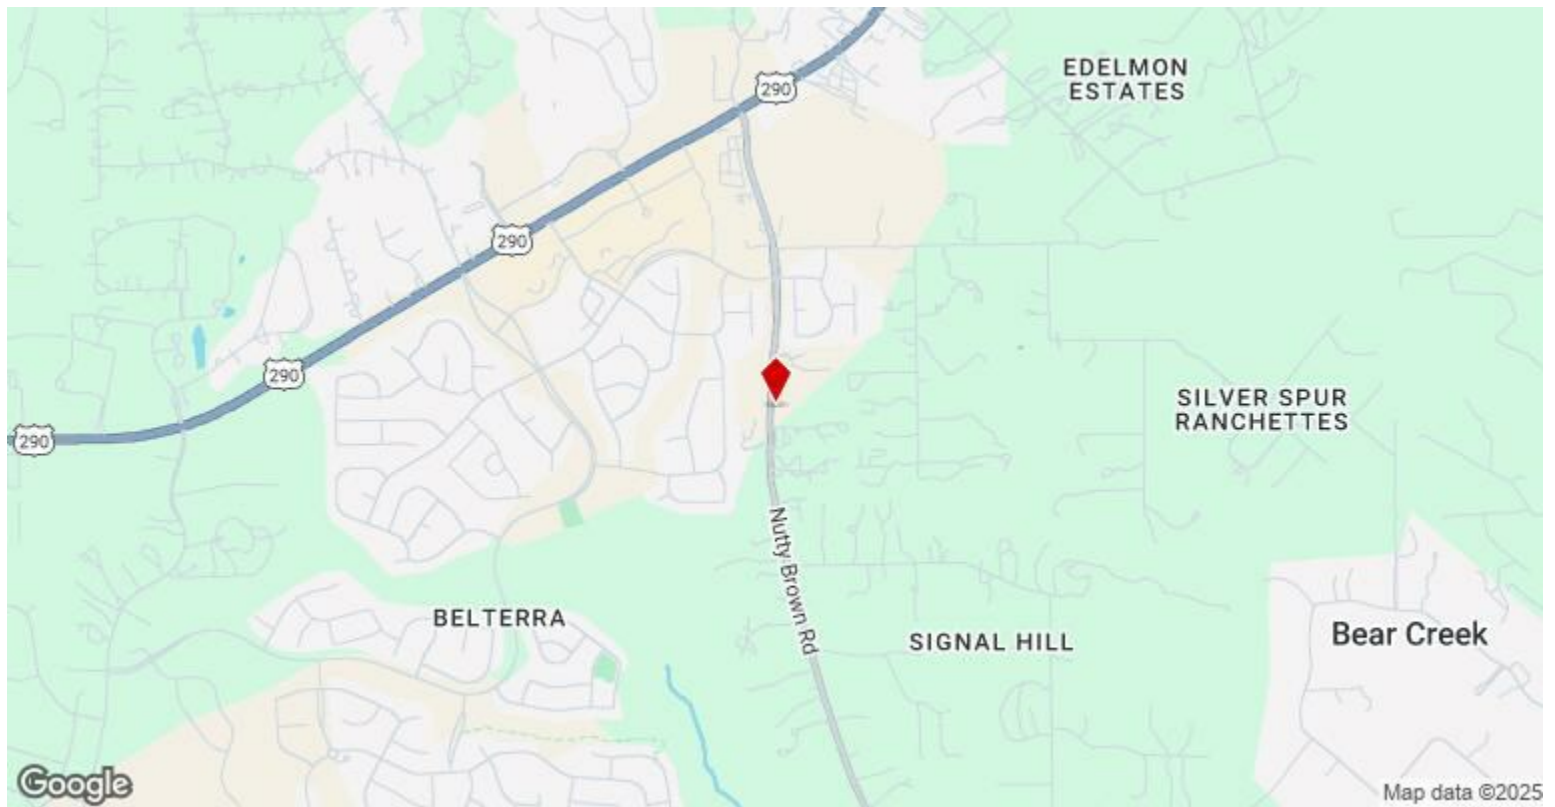 EDELMON
ESTATES
290
290
290
290
SILVER SPUR
RANCHETTES
Nutty Brown Rd
BELTERRA
SIGNAL HILL
Bear Creek
Google
Map data ©2025